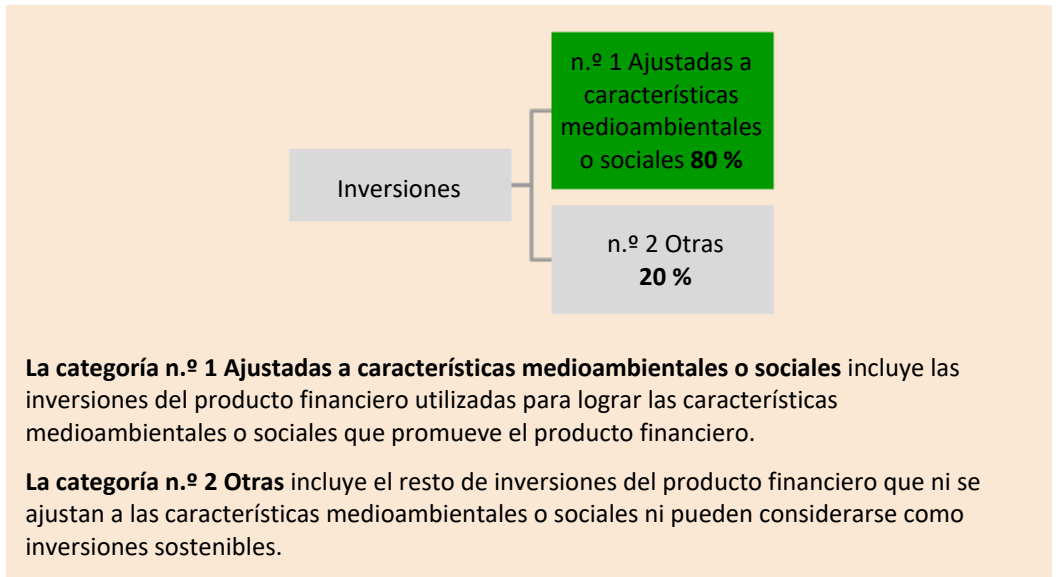 n.º 1 Ajustadas a
características
medioambientales
o sociales 80 %
Inversiones
n.º 2 Otras
20 %
La categoría n.º 1 Ajustadas a características medioambientales o sociales incluye las
inversiones del producto financiero utilizadas para lograr las características
medioambientales o sociales que promueve el producto financiero.
La categoría n.º 2 Otras incluye el resto de inversiones del producto financiero que ni se
ajustan a las características medioambientales o sociales ni pueden considerarse como
inversiones sostenibles.